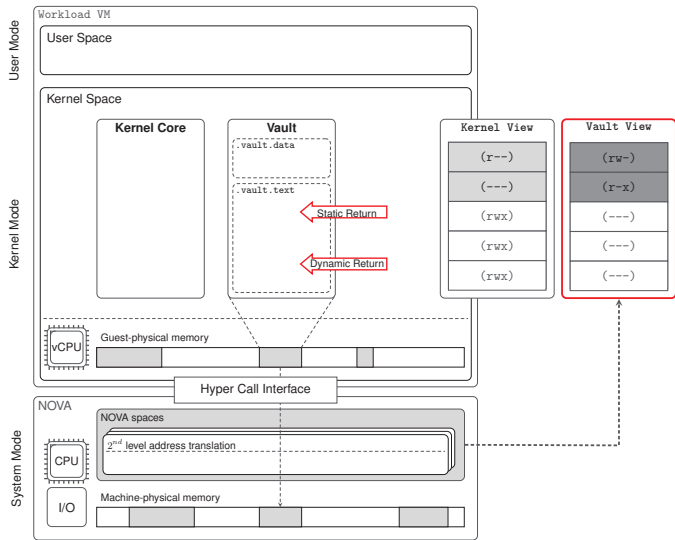 Workload VM
User Mode
User Space
Kernel Mode
Kernel Space
Kernel Core
Vault
.vault.data
.vault.text
Static Return
Dynamic Return
Kernel View
(r--)
(---)
(rwx)
(rwx)
(rwx)
Vault View
(rw-)
(r-x)
(---)
(---)
(---)
vCPU
Guest-physical memory
Hyper Call Interface
System Mode
NOVA
NOVA spaces
2nd level address translation
CPU
I/O
Machine-physical memory